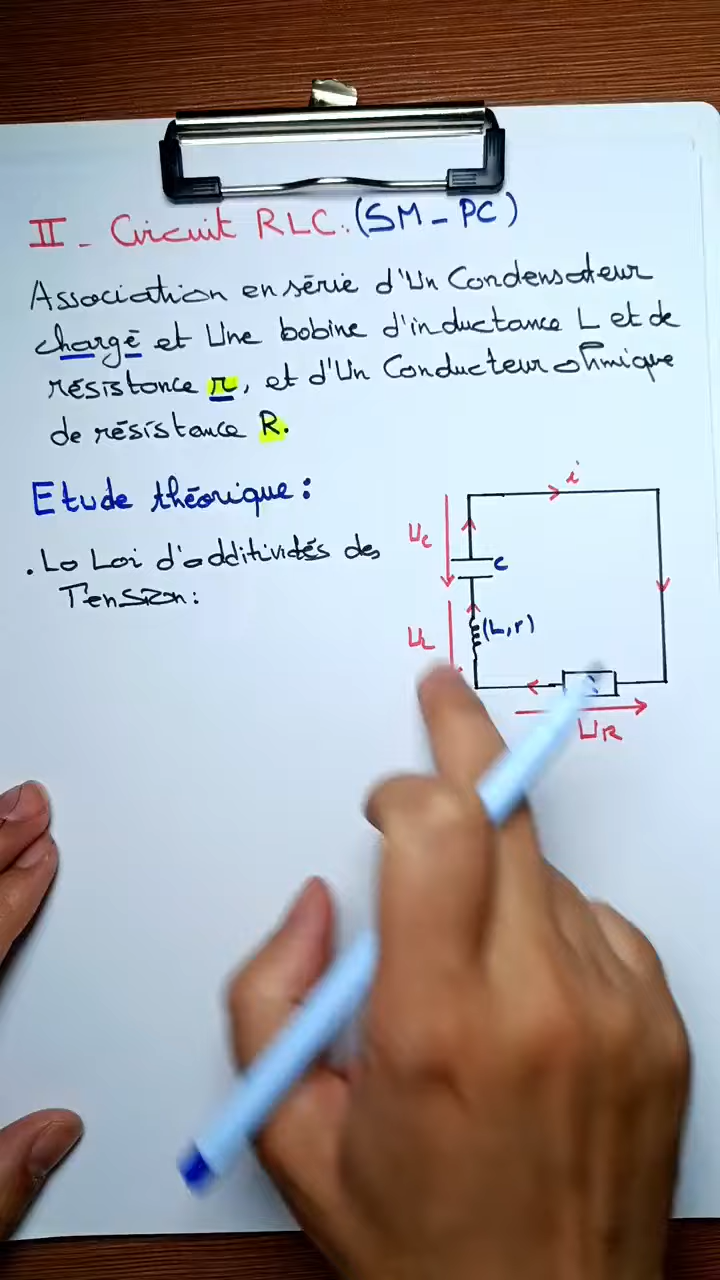 II - Circuit RLC: (SM - PC)
Association en série d'Un Condensateur
chargé et Une bobine d'inductance L et de
résistance r, et d'Un Conducteur ohmique
de résistance R.
Etude théorique:
. La Loi d'additivités des
Tension:
i
Uc
C
UL
(L,r)
UR